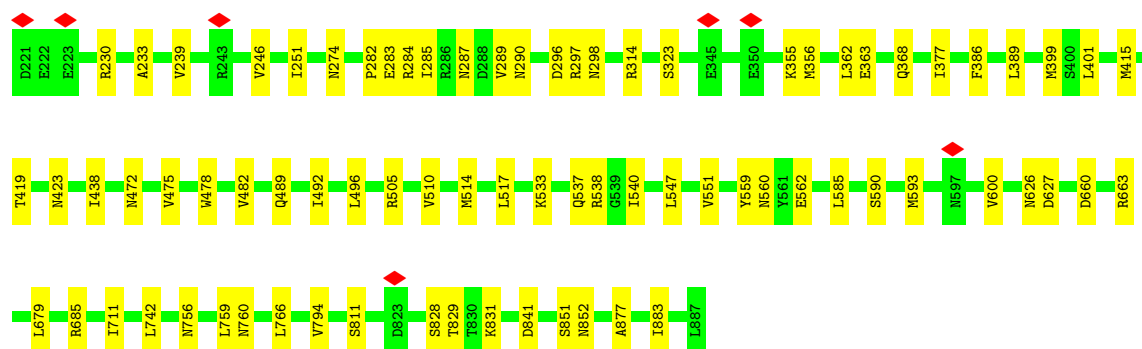 D221 E222 E223 R230 A233 V239 R243 V246 I251 N274 P282 E283 R284 I285 R286 N287 D288 V289 N290 D296 R297 N298 R314 S323 E345 E350 K355 M356 L362 E363 Q368 I377 F386 L389 M399 S400 L401 M415
T419 N423 I438 N472 V475 W478 V482 Q489 I492 L496 R505 V510 M514 L517 K533 Q537 R538 G539 I540 L547 V551 Y559 N560 Y561 E562 L585 S590 M593 N597 V600 N626 D627 D660 R663
L679 R685 I711 L742 N756 L759 N760 L766 V794 S811 D823 S828 T829 T830 K831 D841 S851 N852 A877 I883 L887